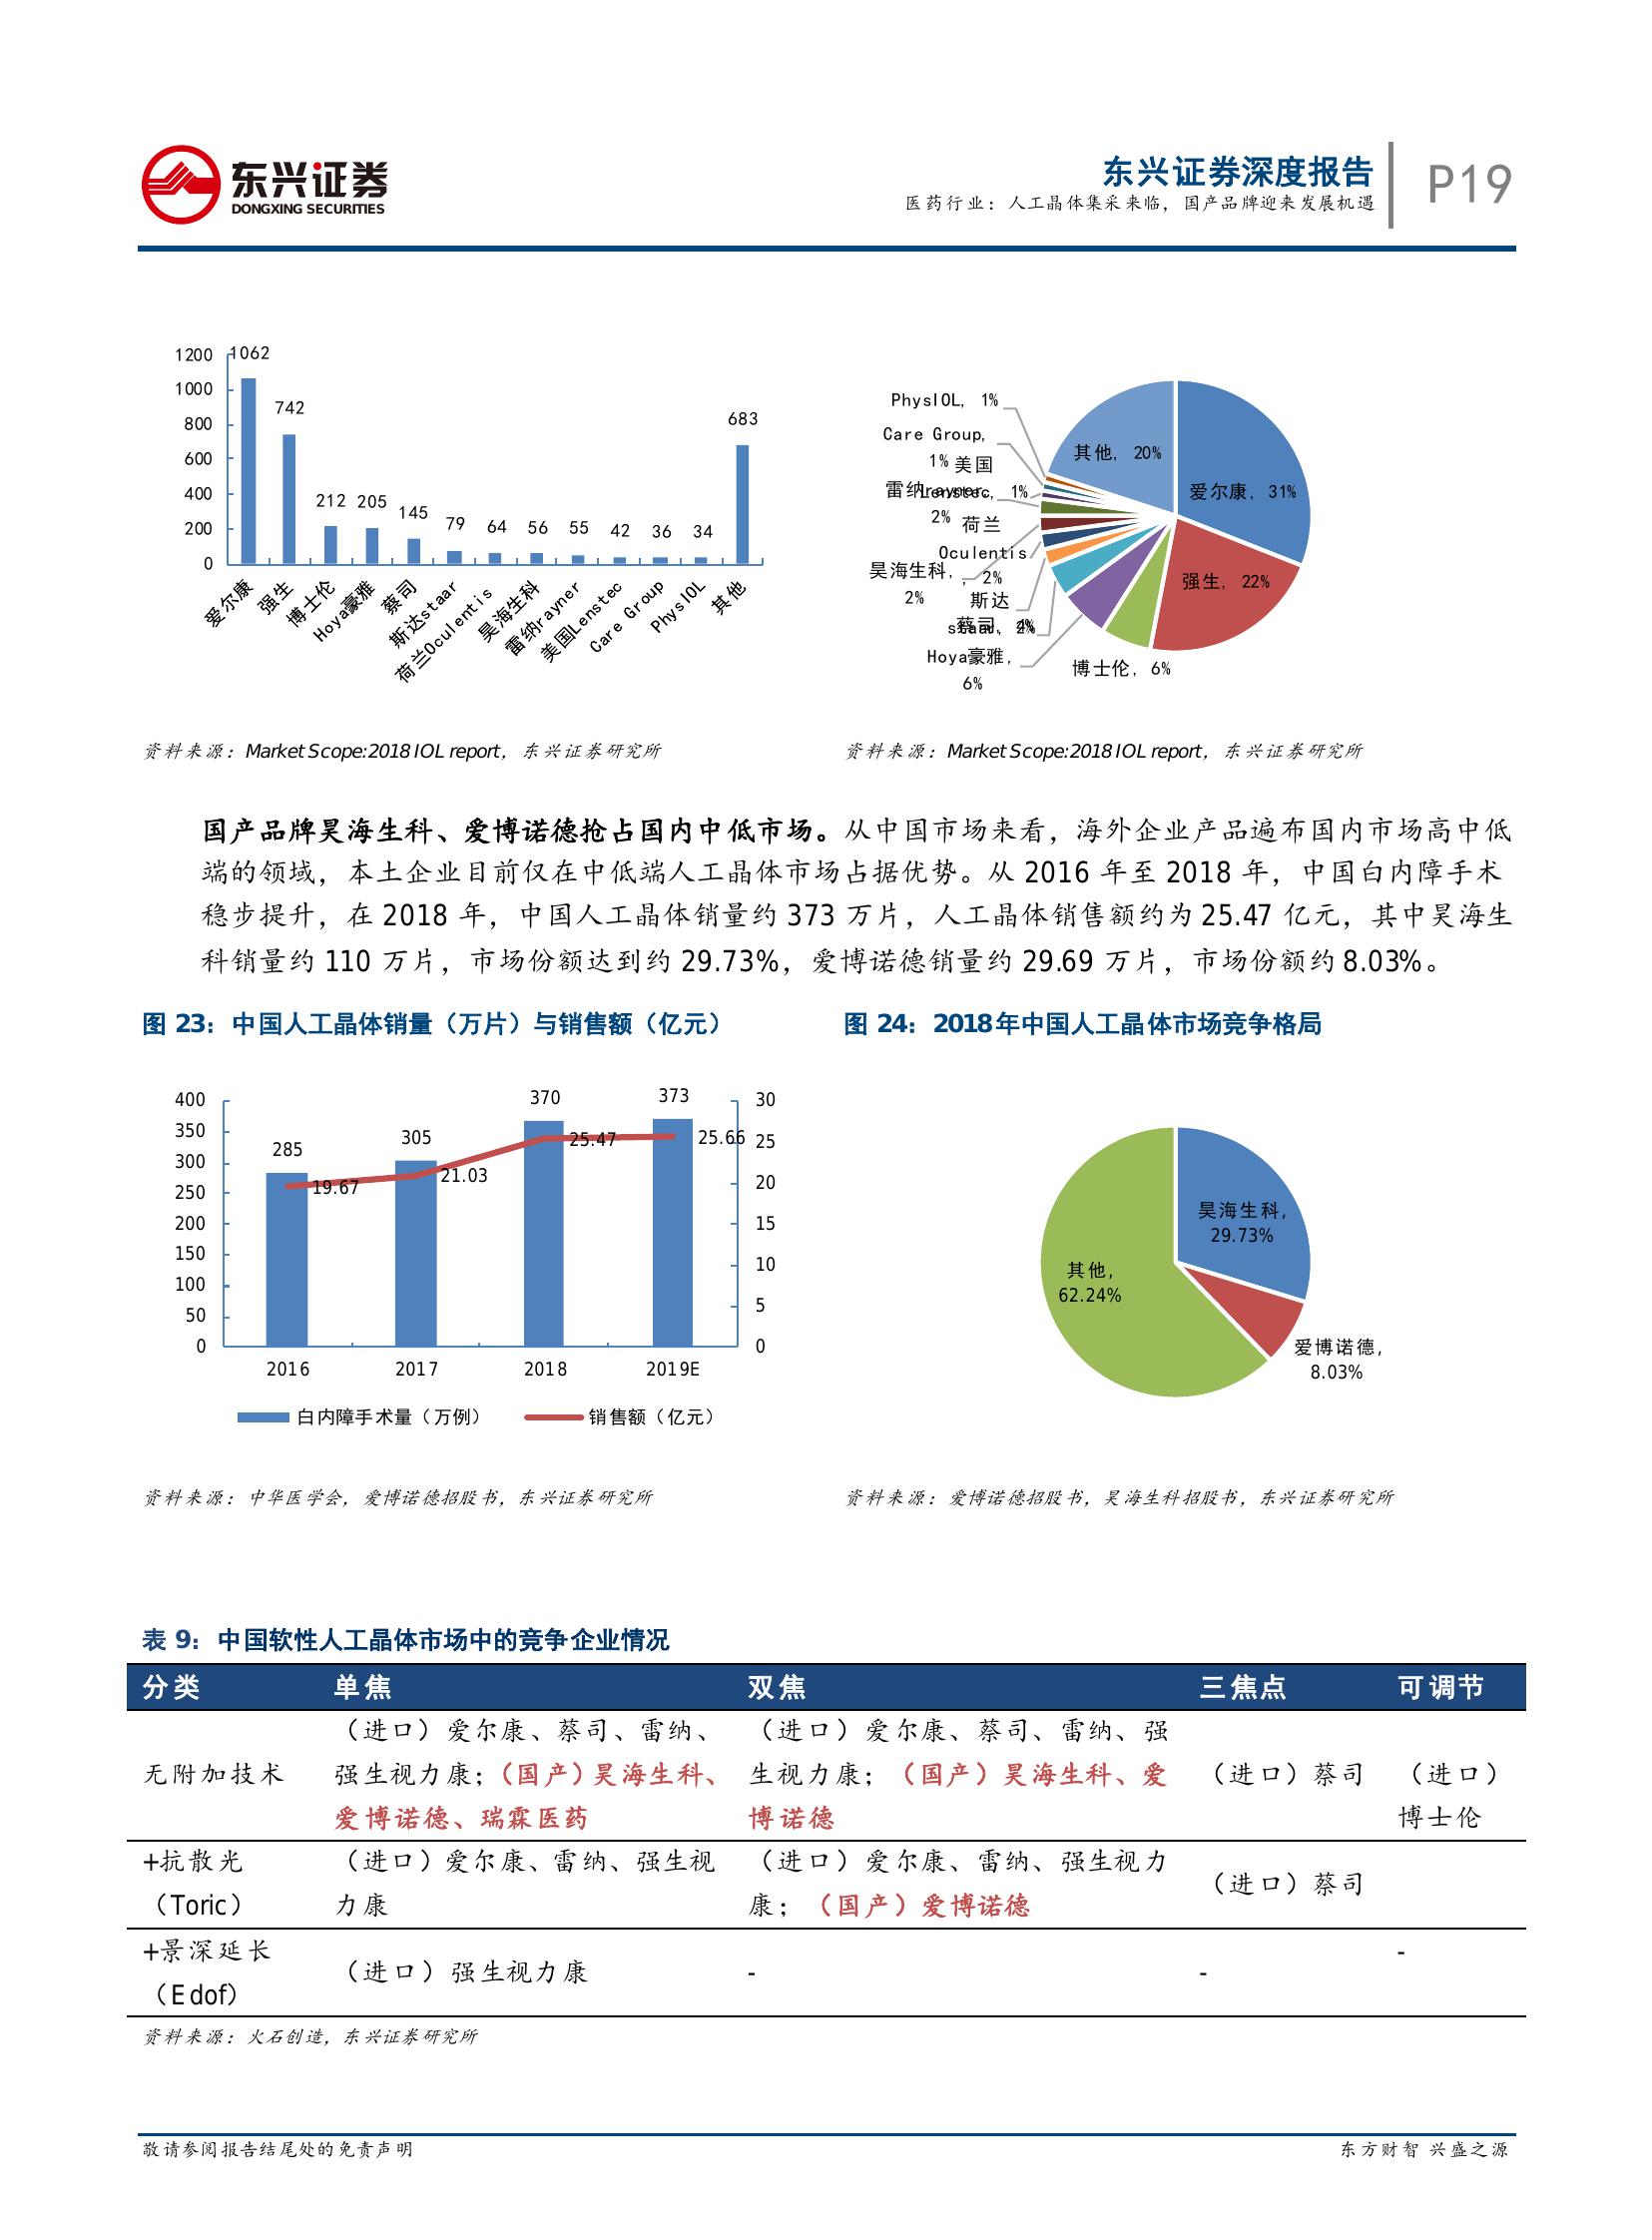 东兴证券
DONGXING SECURITIES
东兴证券深度报告
医药行业：人工晶体集采来临，国产品牌迎来发展机遇
P19
1200
1000
800
600
400
200
0
1062
742
212
205
145
79
64
56
55
42
36
34
683
爱尔康
强生
博士伦
Hoya豪雅
蔡司
斯达staar
荷兰Oculentis
昊海生科
雷纳rayner
美国Lenstec
Care Group
PhysIOL
其他
PhysIOL, 1%
Care Group,
1%
美国
Lenstec, 1%
雷纳rayner,
2%
荷兰
Oculentis
, 2%
昊海生科,
2%
斯达
staar, 2%
蔡司, 4%
Hoya豪雅,
6%
博士伦, 6%
其他, 20%
爱尔康, 31%
强生, 22%
资料来源：Market Scope:2018 IOL report，东兴证券研究所
资料来源：Market Scope:2018 IOL report，东兴证券研究所
国产品牌昊海生科、爱博诺德抢占国内中低市场。从中国市场来看，海外企业产品遍布国内市场高中低
端的领域，本土企业目前仅在中低端人工晶体市场占据优势。从 2016 年至 2018 年，中国白内障手术
稳步提升，在 2018 年，中国人工晶体销量约 373 万片，人工晶体销售额约为 25.47 亿元，其中昊海生
科销量约 110 万片，市场份额达到约 29.73%，爱博诺德销量约 29.69 万片，市场份额约 8.03%。
图 23：中国人工晶体销量（万片）与销售额（亿元）
图 24：2018年中国人工晶体市场竞争格局
400
350
300
250
200
150
100
50
0
285
305
370
373
19.67
21.03
25.47
25.66
30
25
20
15
10
5
0
2016
2017
2018
2019E
白内障手术量（万例）
销售额（亿元）
昊海生科,
29.73%
其他,
62.24%
爱博诺德,
8.03%
资料来源：中华医学会，爱博诺德招股书，东兴证券研究所
资料来源：爱博诺德招股书，昊海生科招股书，东兴证券研究所
表 9：中国软性人工晶体市场中的竞争企业情况
分类 单焦 双焦 三焦点 可调节
无附加技术
（进口）爱尔康、蔡司、雷纳、
强生视力康；（国产）昊海生科、
爱博诺德、瑞霖医药
（进口）爱尔康、蔡司、雷纳、强
生视力康；（国产）昊海生科、爱
博诺德
（进口）蔡司
（进口）
博士伦
+抗散光
（Toric）
（进口）爱尔康、雷纳、强生视
力康
（进口）爱尔康、雷纳、强生视力
康；（国产）爱博诺德
（进口）蔡司
+景深延长
（Edof）
（进口）强生视力康
-
-
-
资料来源：火石创造，东兴证券研究所
敬请参阅报告结尾处的免责声明
东方财智 兴盛之源